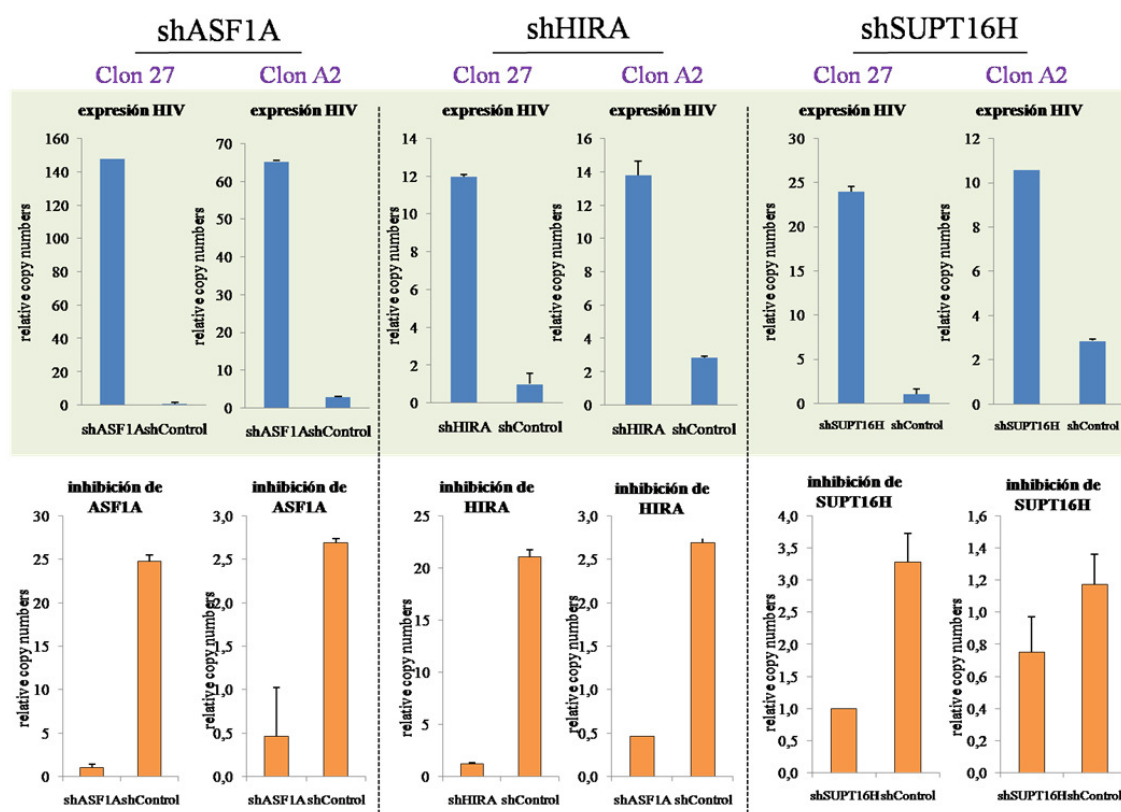 shASF1A
shHIRA
shSUPT16H
Clon 27
Clon A2
Clon 27
Clon A2
Clon 27
Clon A2
expresión HIV
relative copy numbers
160
140
120
100
80
60
40
20
0
shASF1AshControl
expresión HIV
relative copy numbers
70
60
50
40
30
20
10
0
shASF1AshControl
expresión HIV
relative copy numbers
14
12
10
8
6
4
2
0
shHIRA shControl
expresión HIV
relative copy numbers
16
14
12
10
8
6
4
2
0
shHIRA shControl
expresión HIV
relative copy numbers
30
25
20
15
10
5
0
shSUPT16H shControl
expresión HIV
relative copy numbers
12
10
8
6
4
2
0
shSUPT16H shControl
inhibición de
ASF1A
relative copy numbers
30
25
20
15
10
5
0
shASF1AshControl
inhibición de
ASF1A
relative copy numbers
3,0
2,5
2,0
1,5
1,0
0,5
0,0
shASF1AshControl
inhibición de
HIRA
relative copy numbers
25
20
15
10
5
0
shHIRA shControl
inhibición de
HIRA
relative copy numbers
3,0
2,5
2,0
1,5
1,0
0,5
0,0
shASF1A shControl
inhibición de
SUPT16H
relative copy numbers
4,0
3,5
3,0
2,5
2,0
1,5
1,0
0,5
0,0
shSUPT16H shControl
inhibición de
SUPT16H
relative copy numbers
1,6
1,4
1,2
1,0
0,8
0,6
0,4
0,2
0,0
shSUPT16HshControl